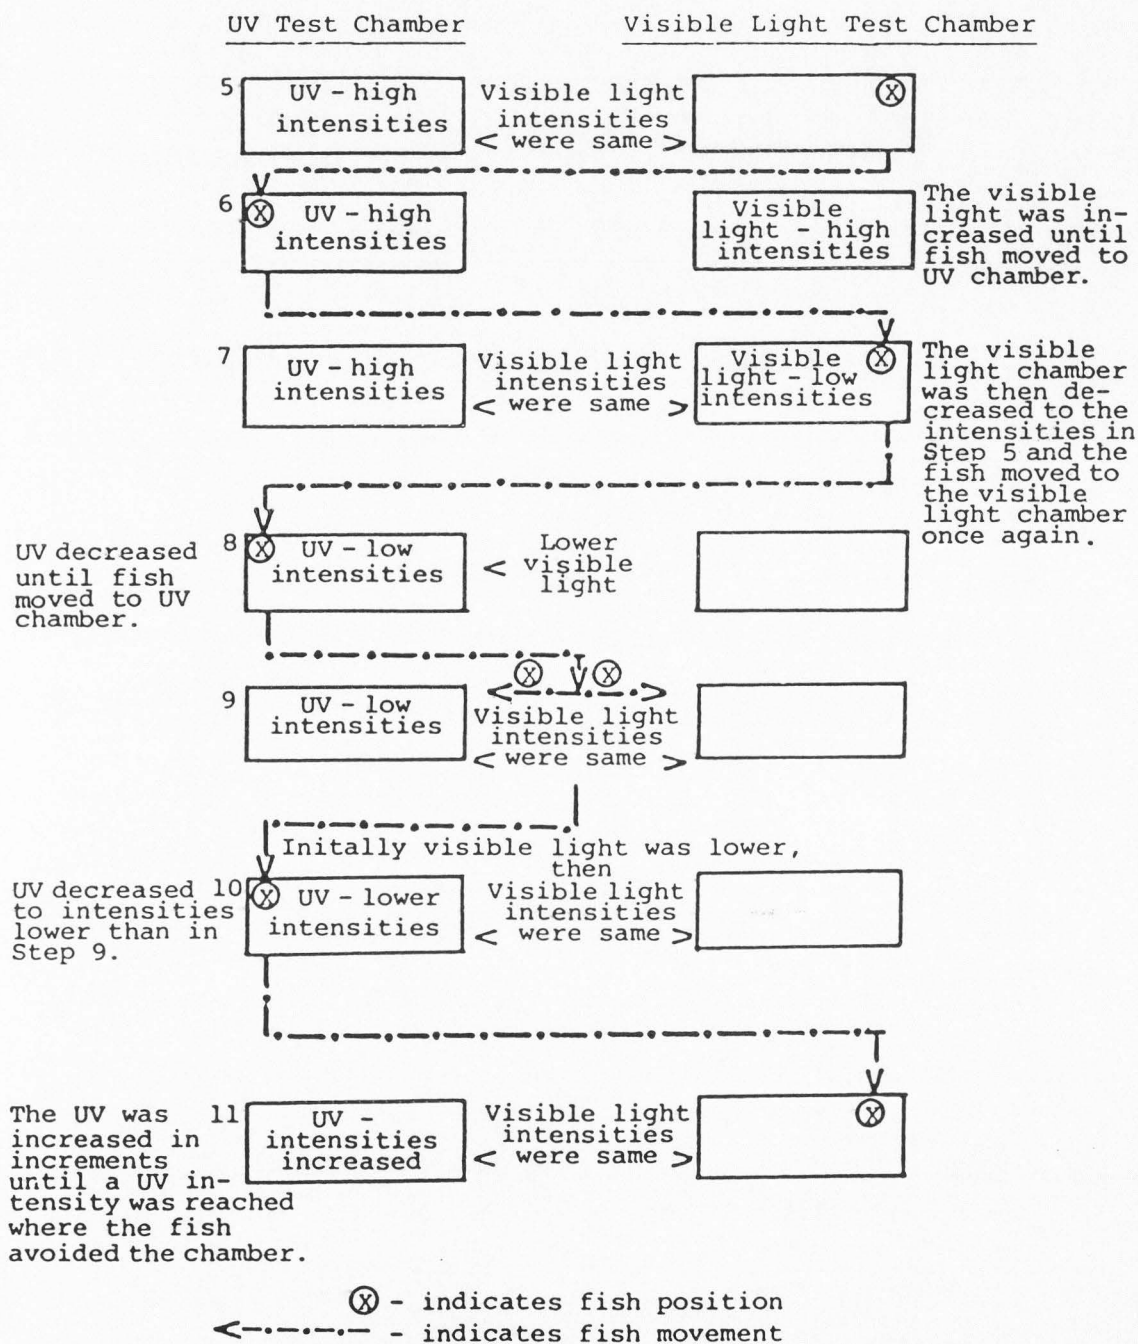 UV Test Chamber
Visible Light Test Chamber
5
UV - high
intensities
Visible light
intensities
< were same >
X
6
X
UV - high
intensities
Visible
light - high
intensities
The visible
light was in-
creased until
fish moved to
UV chamber.
7
UV - high
intensities
Visible light
intensities
< were same >
Visible
light - low
intensities
X
The visible
light chamber
was then de-
creased to the
intensities in
Step 5 and the
fish moved to
the visible
light chamber
once again.
UV decreased
until fish
moved to UV
chamber.
8
X
UV - low
intensities
< Lower
visible
light
9
UV - low
intensities
X
X
Visible light
intensities
< were same >
Initally visible light was lower,
then
UV decreased
to intensities
lower than in
Step 9.
10
X
UV - lower
intensities
Visible light
intensities
< were same >
The UV was
increased in
increments
until a UV in-
tensity was reached
where the fish
avoided the chamber.
11
UV -
intensities
increased
Visible light
intensities
< were same >
X
X - indicates fish position
- indicates fish movement